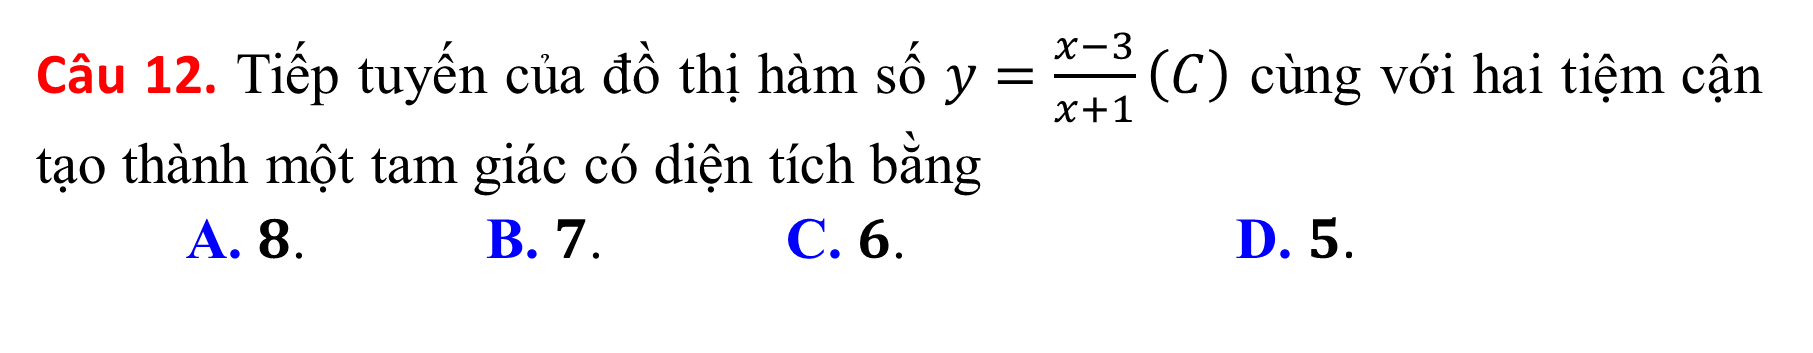 Câu 12. Tiếp tuyến của đồ thị hàm số y = \frac{x-3}{x+1} (C) cùng với hai tiệm cận
tạo thành một tam giác có diện tích bằng
A. 8. B. 7. C. 6. D. 5.